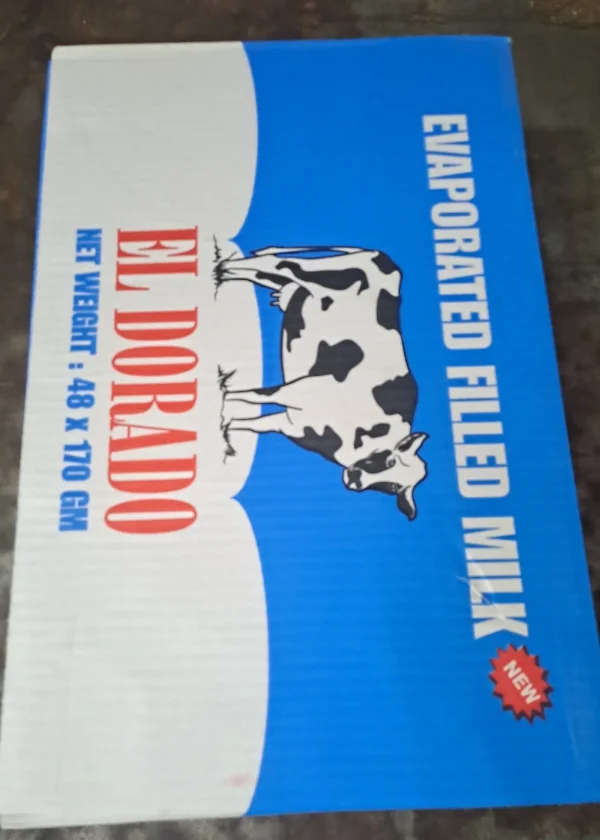 EVAPORATED FILLED MILK
NEW
EL DORADO
NET WEIGHT : 48 X 170 GM